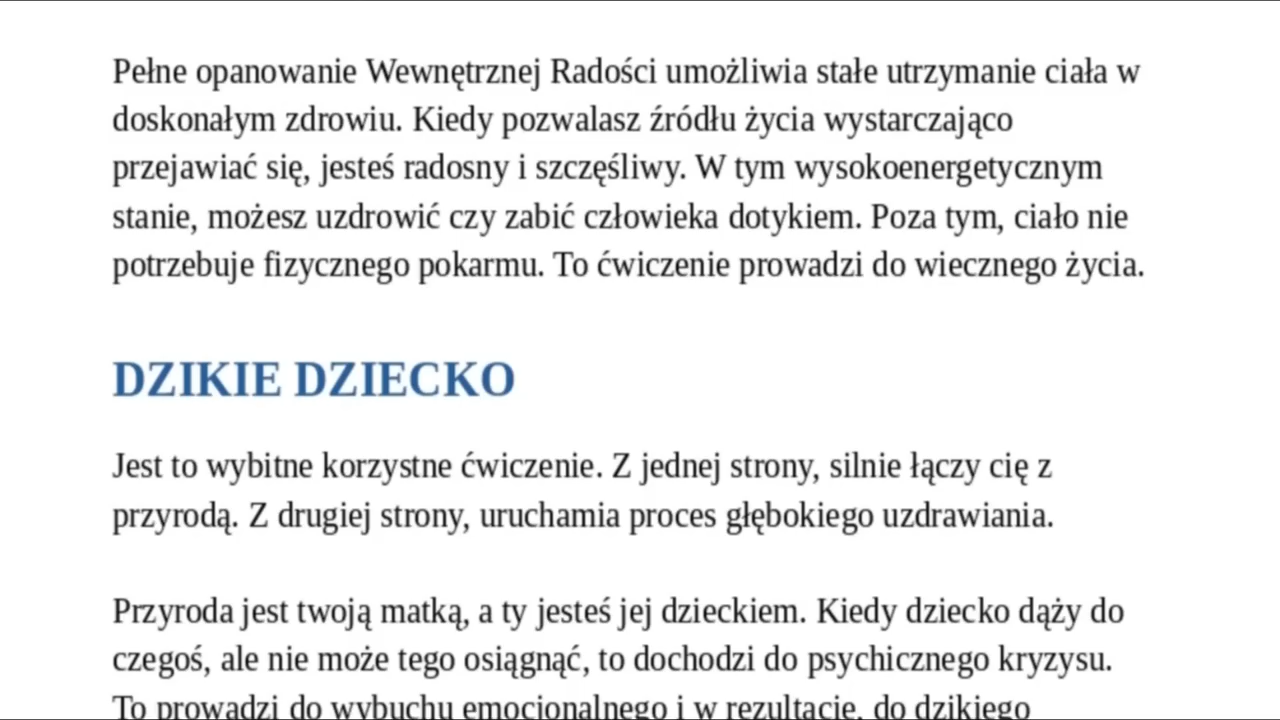 Pełne opanowanie Wewnętrznej Radości umożliwia stałe utrzymanie ciała w
doskonałym zdrowiu. Kiedy pozwalasz źródłu życia wystarczająco
przejawiać się, jesteś radosny i szczęśliwy. W tym wysokoenergetycznym
stanie, możesz uzdrowić czy zabić człowieka dotykiem. Poza tym, ciało nie
potrzebuje fizycznego pokarmu. To ćwiczenie prowadzi do wiecznego życia.
DZIKIE DZIECKO
Jest to wybitne korzystne ćwiczenie. Z jednej strony, silnie łączy cię z
przyrodą. Z drugiej strony, uruchamia proces głębokiego uzdrawiania.
Przyroda jest twoją matką, a ty jesteś jej dzieckiem. Kiedy dziecko dąży do
czegoś, ale nie może tego osiągnąć, to dochodzi do psychicznego kryzysu.
To prowadzi do wybuchu emocjonalnego i w rezultacie, do dzikiego